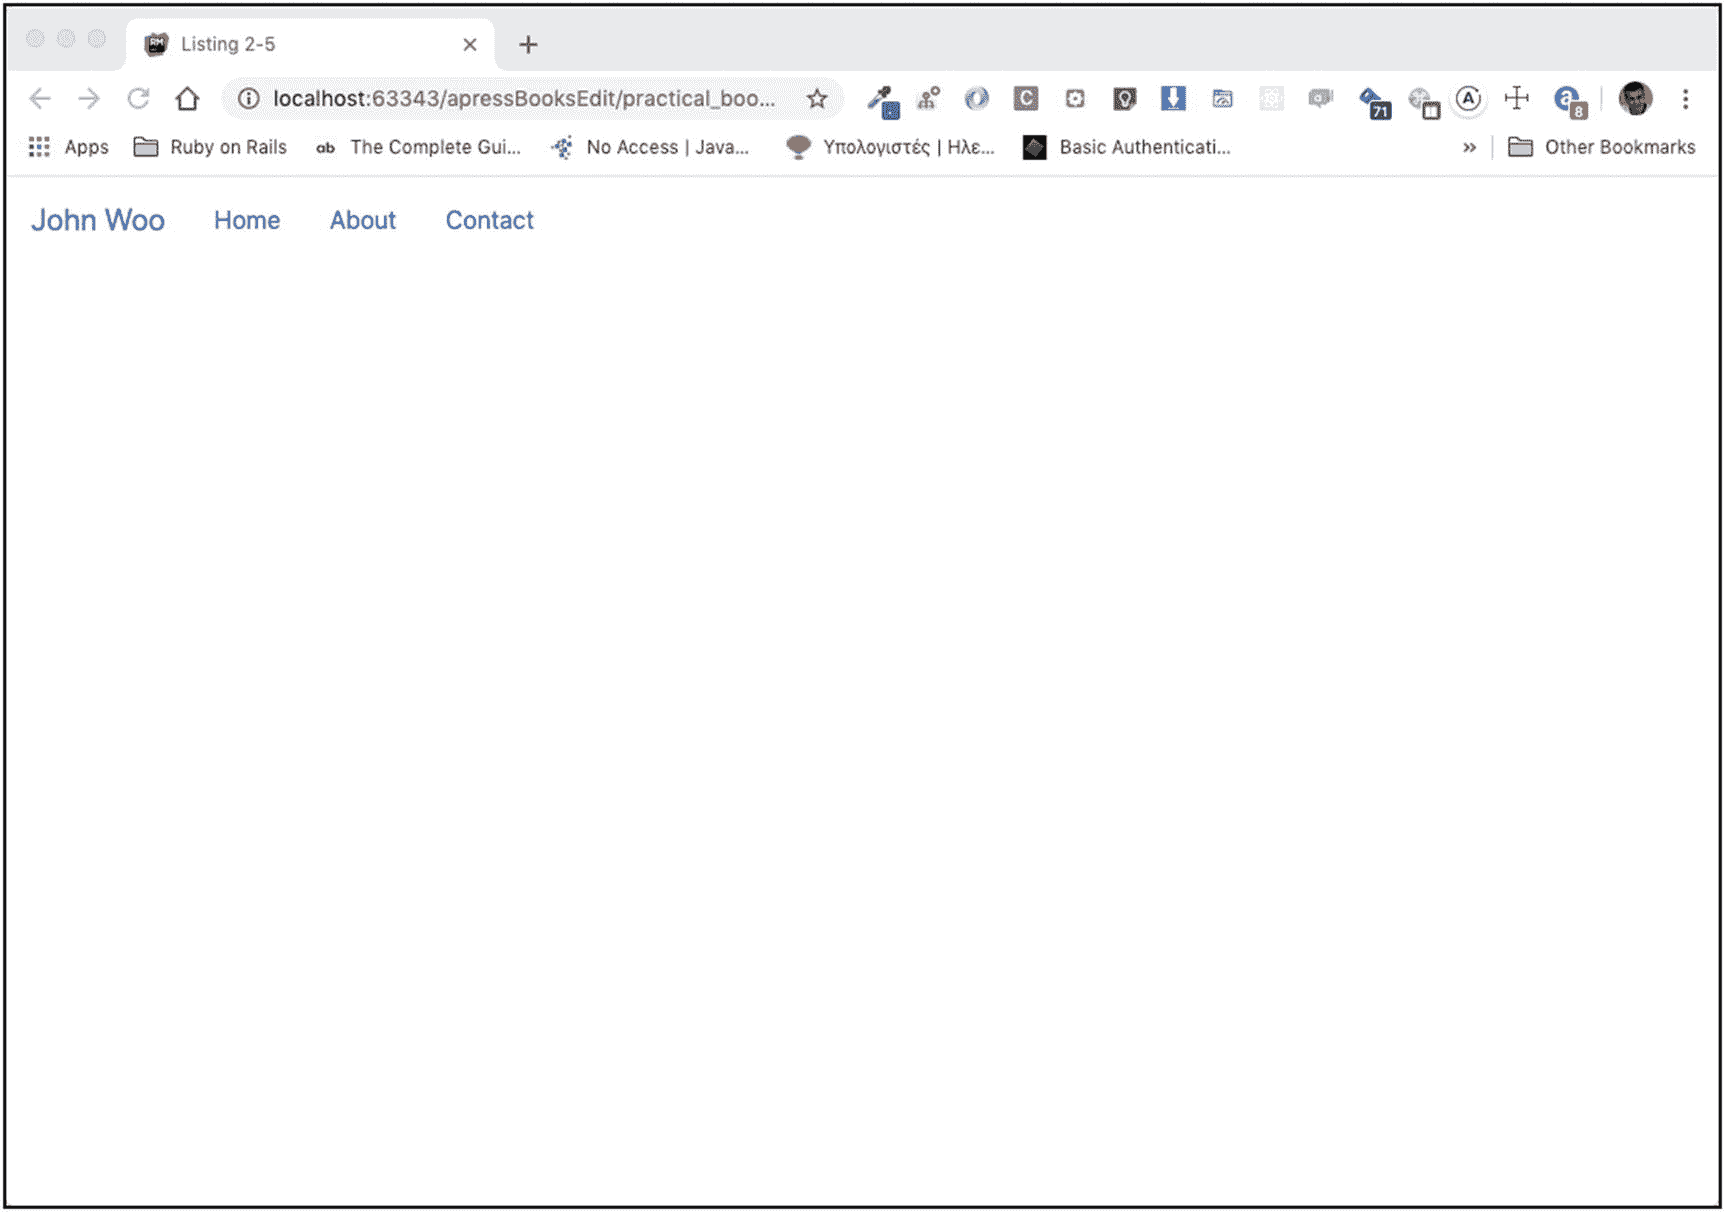 Listing 2-5
localhost:63343/apressBooksEdit/practical_boo...
C
71
A
a
8
Apps
Ruby on Rails
ab
The Complete Gui...
No Access | Java...
Υπολογιστές | Ηλε...
Basic Authenticati...
»
Other Bookmarks
John Woo Home About Contact